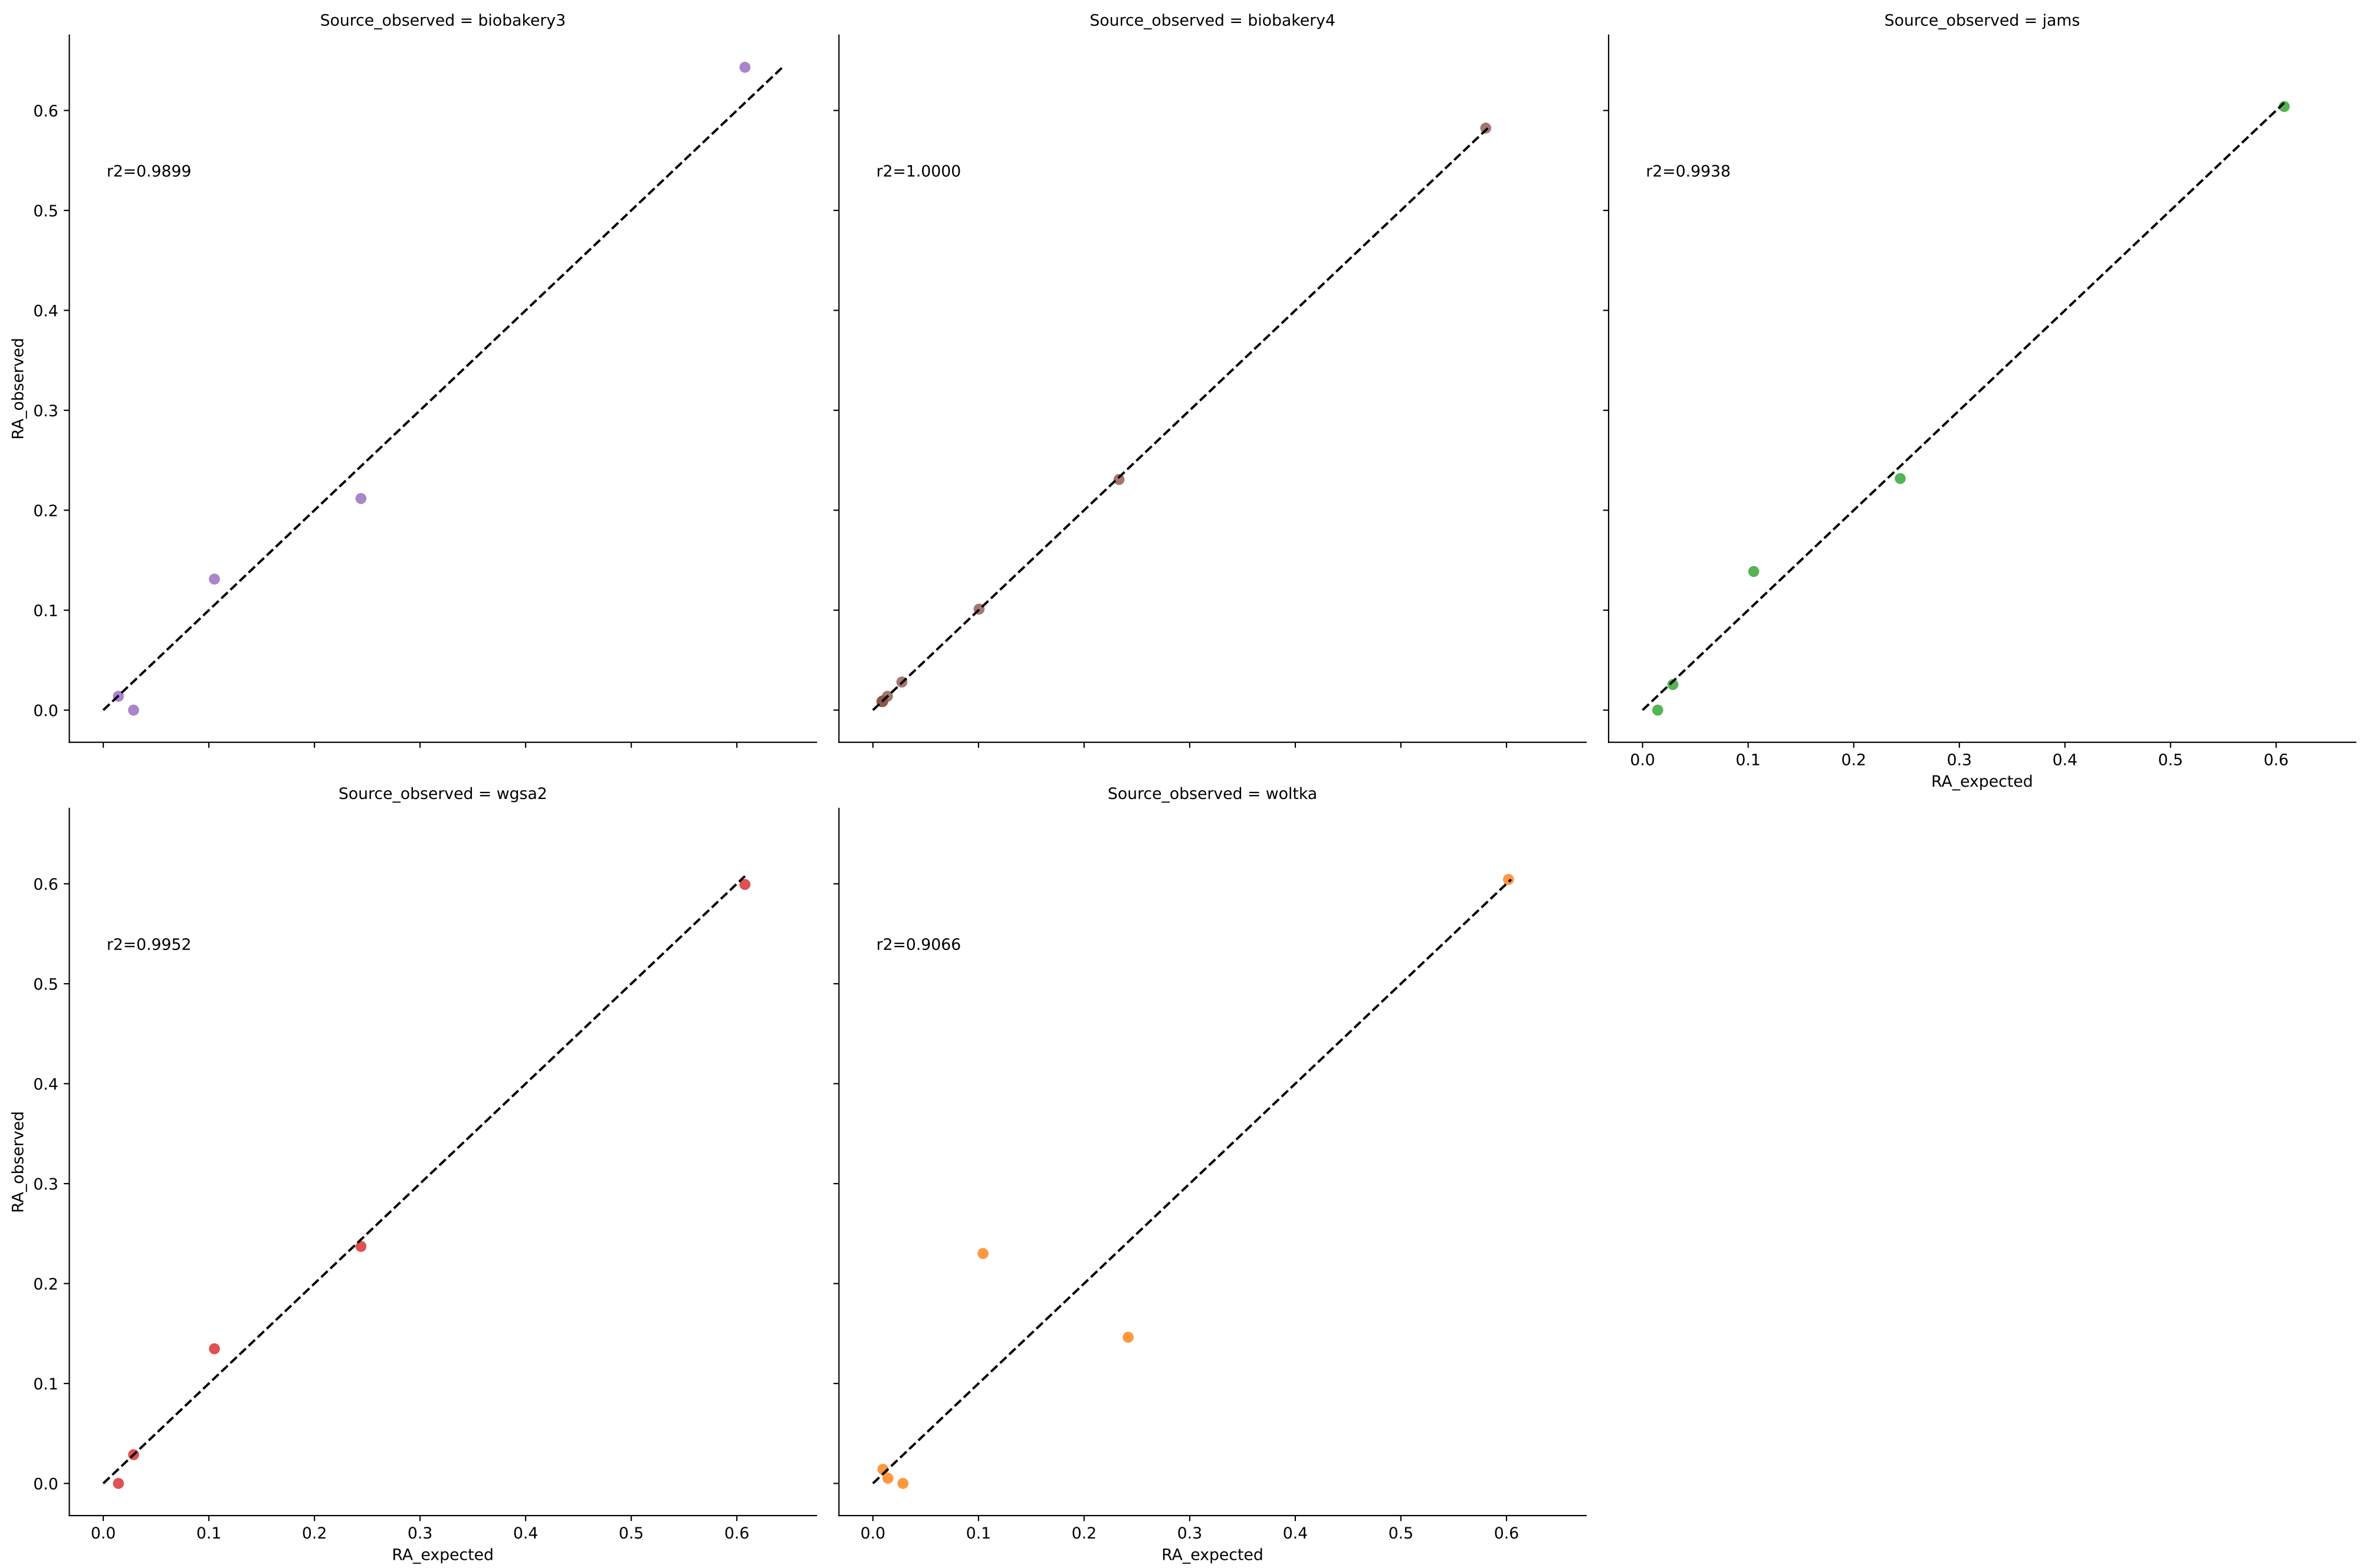 Source_observed = biobakery3
RA_observed
0.6
0.5
0.4
0.3
0.2
0.1
0.0
r2=0.9899
Source_observed = biobakery4
r2=1.0000
Source_observed = jams
r2=0.9938
0.0 0.1 0.2 0.3 0.4 0.5 0.6
RA_expected
Source_observed = wgsa2
RA_observed
0.6
0.5
0.4
0.3
0.2
0.1
0.0
r2=0.9952
0.0 0.1 0.2 0.3 0.4 0.5 0.6
RA_expected
Source_observed = woltka
r2=0.9066
0.0 0.1 0.2 0.3 0.4 0.5 0.6
RA_expected